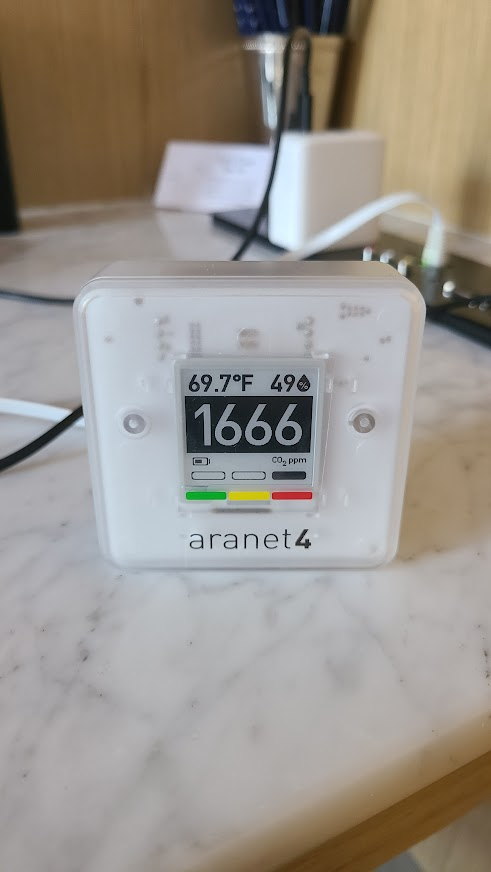 69.7°F 49%
1666
CO₂ ppm
aranet4